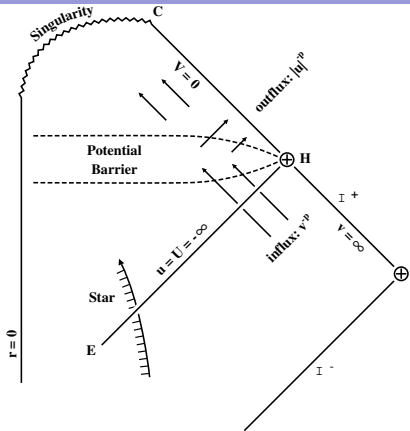 C
Singularity
V = 0
outflux: |u|^-p
Potential
Barrier
H
I +
v = ∞
influx: v^-p
u = U = -∞
Star
r = 0
E
I -